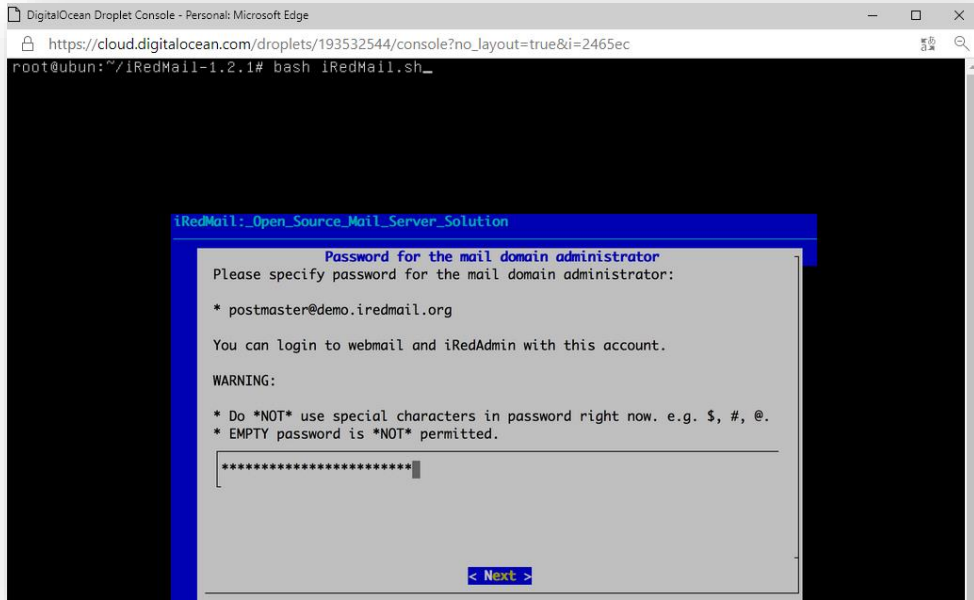 DigitalOcean Droplet Console - Personal: Microsoft Edge
https://cloud.digitalocean.com/droplets/193532544/console?no_layout=true&i=2465ec
root@ubun:~/iRedMail-1.2.1# bash iRedMail.sh_
iRedMail:_Open_Source_Mail_Server_Solution
Password for the mail domain administrator
Please specify password for the mail domain administrator:
* postmaster@demo.iredmail.org
You can login to webmail and iRedAdmin with this account.
WARNING:
* Do *NOT* use special characters in password right now. e.g. $, #, @.
* EMPTY password is *NOT* permitted.
************************
< Next >